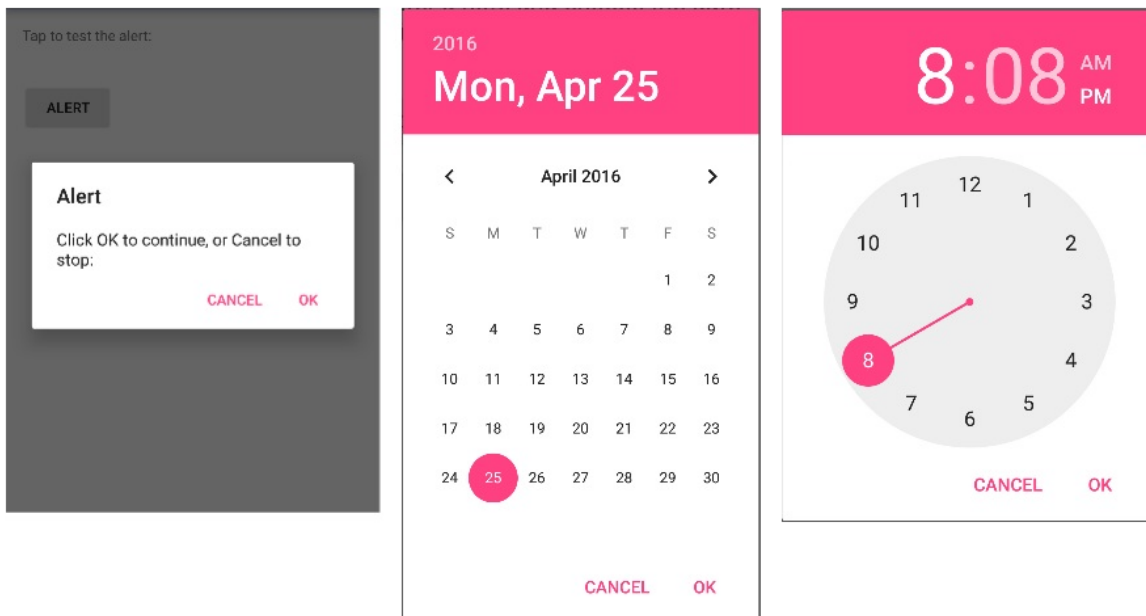 Tap to test the alert:
ALERT
Alert
Click OK to continue, or Cancel to
stop:
CANCEL OK
2016
Mon, Apr 25
April 2016
S M T W T F S
1 2
3 4 5 6 7 8 9
10 11 12 13 14 15 16
17 18 19 20 21 22 23
24 25 26 27 28 29 30
CANCEL OK
8:08 AM
PM
12
11 1
10 2
9 3
8 4
7 5
6
CANCEL OK